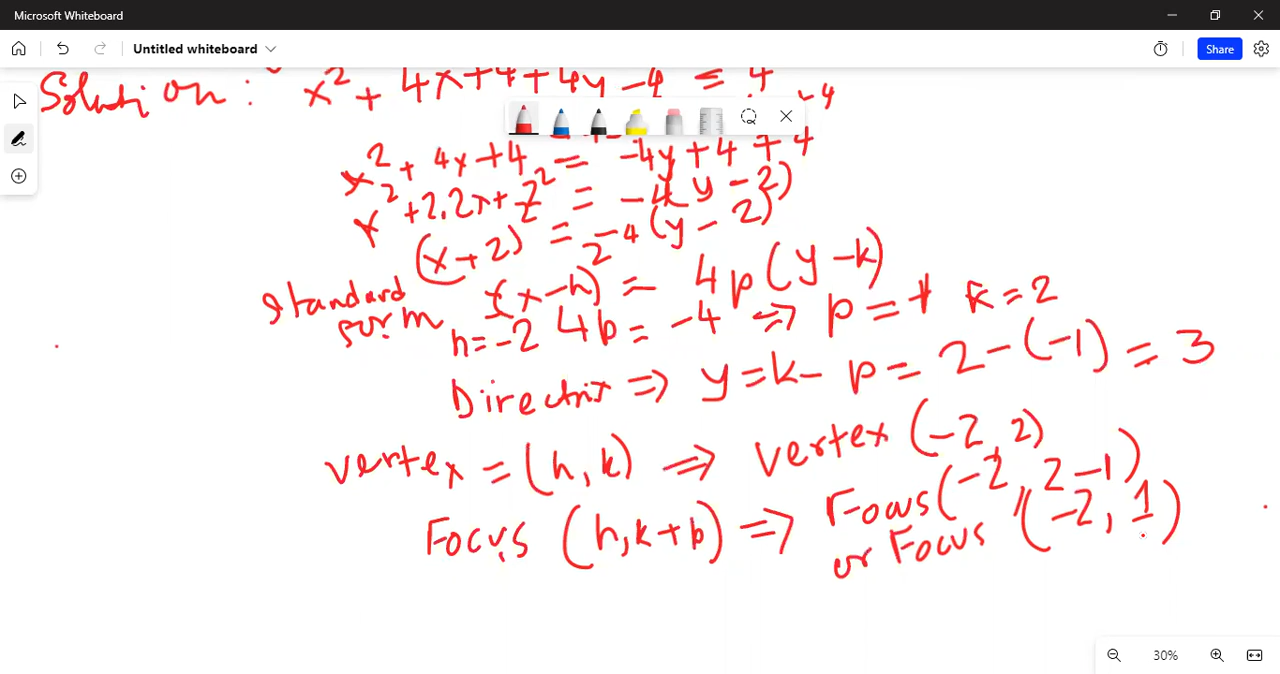 Microsoft Whiteboard
Untitled whiteboard
Share
Solution : x² + 4x+4+4y-4 = 4
-4
x² + 4x+4 = -4y+4+4
x²+2.2x+2² = -4(y-2)
(x+2)² = -4(y-2)
Standard form (x-h)² = 4p(y-k)
h=-2 4p= -4 => p= -1 k=2
Directrix => y=k- p= 2-(-1) = 3
vertex = (h,k) => vertex (-2,2)
Focus (h,k+p) => Focus(-2, 2-1)
or Focus (-2, 1)
30%